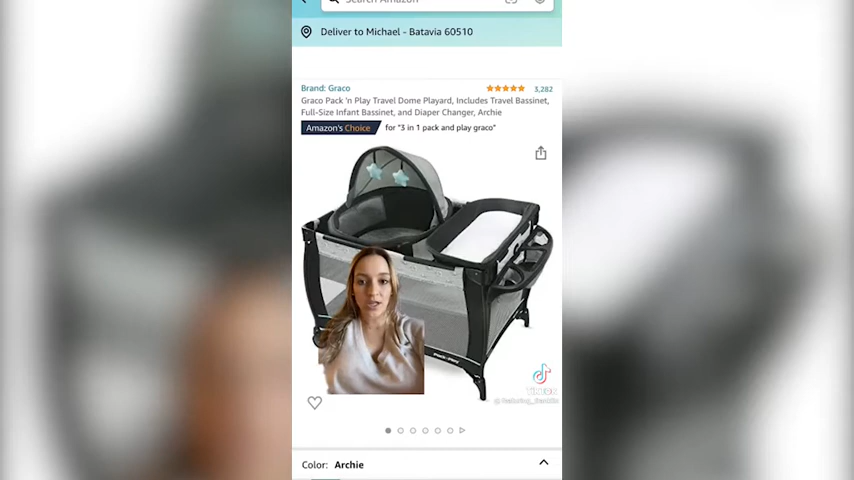 Search Amazon
Deliver to Michael - Batavia 60510
Brand: Graco
3,282
Graco Pack 'n Play Travel Dome Playard, Includes Travel Bassinet,
Full-Size Infant Bassinet, and Diaper Changer, Archie
Amazon's Choice for "3 in 1 pack and play graco"
TikTok
Color: Archie